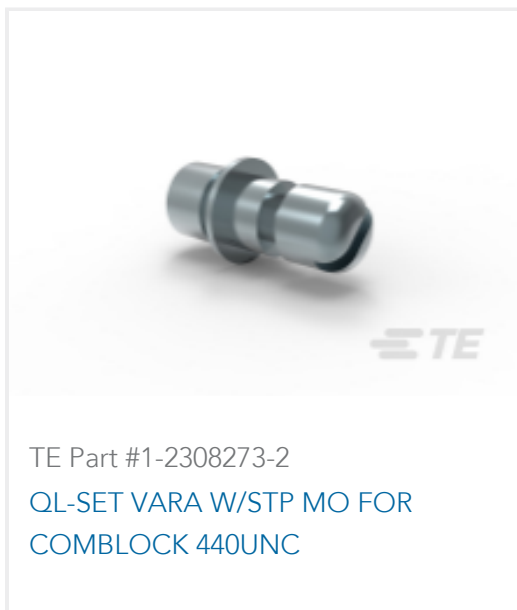 TE
TE Part #1-2308273-2
QL-SET VARA W/STP MO FOR
COMBLOCK 440UNC